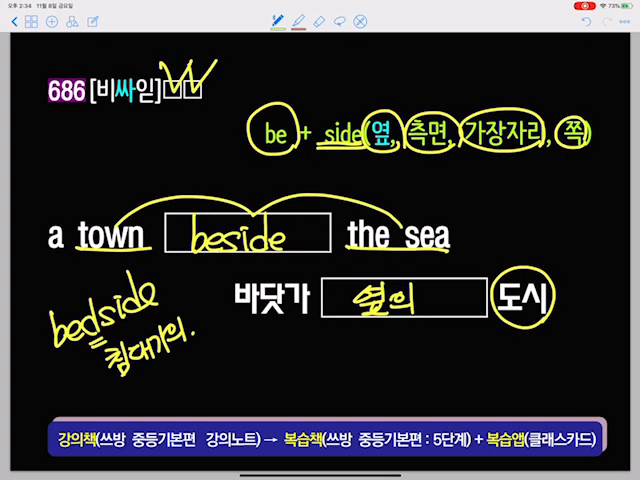 오후 2:34 11월 8일 금요일
73%
686 [비싸읻]□□
be + side(옆, 측면, 가장자리, 쪽)
a town beside the sea
바닷가 옆의 도시
bedside
침대가의.
강의책(쓰방 중등기본편 강의노트) → 복습책(쓰방 중등기본편 : 5단계) + 복습앱(클래스카드)